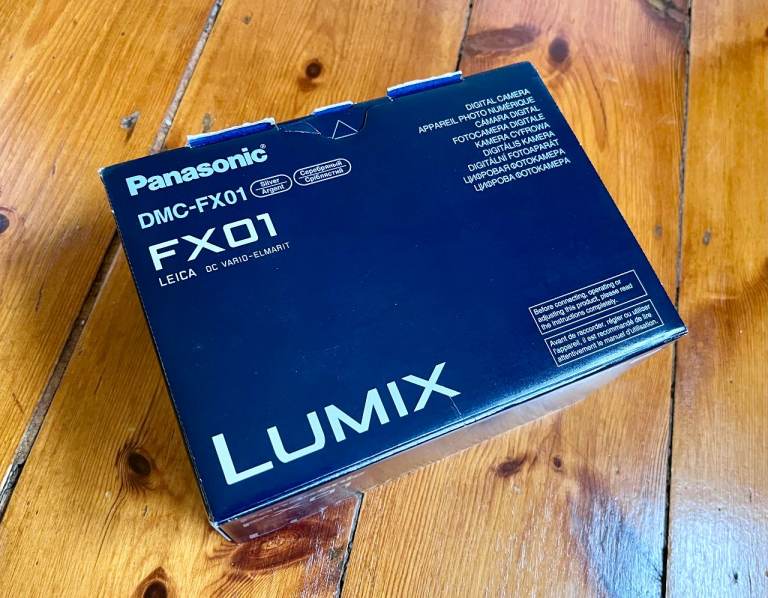 Panasonic®
DMC-FX01
Silver
Argent
Серебряный
Сріблястий
FX01
LEICA DC VARIO-ELMARIT
DIGITAL CAMERA
APPAREIL PHOTO NUMÉRIQUE
CÁMARA DIGITAL
FOTOCAMERA DIGITALE
KAMERA CYFROWA
DIGITÁLIS KAMERA
DIGITÁLNÍ FOTOAPARÁT
ЦИФРОВАЯ ФОТОКАМЕРА
ЦИФРОВА ФОТОКАМЕРА
Before connecting, operating or
adjusting this product, please read
the instructions completely.
Avant de raccorder, régler ou utiliser
l'appareil, il est recommandé de lire
attentivement le manuel d'utilisation.
LUMIX